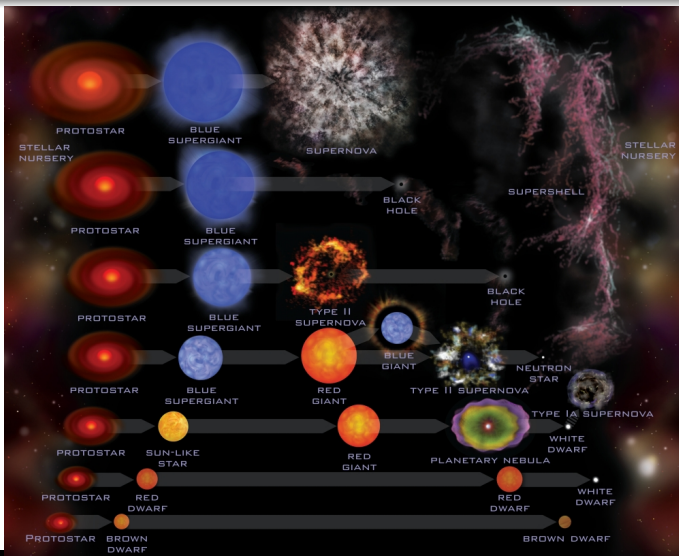 PROTOSTAR
BLUE
SUPERGIANT
SUPERNOVA
STELLAR
NURSERY
STELLAR
NURSERY
PROTOSTAR
BLUE
SUPERGIANT
BLACK
HOLE
SUPERSHELL
PROTOSTAR
BLUE
SUPERGIANT
TYPE II
SUPERNOVA
BLACK
HOLE
PROTOSTAR
BLUE
SUPERGIANT
RED
GIANT
BLUE
GIANT
TYPE II SUPERNOVA
NEUTRON
STAR
TYPE IA SUPERNOVA
PROTOSTAR
SUN-LIKE
STAR
RED
GIANT
PLANETARY NEBULA
WHITE
DWARF
PROTOSTAR
RED
DWARF
RED
DWARF
WHITE
DWARF
PROTOSTAR
BROWN
DWARF
BROWN DWARF